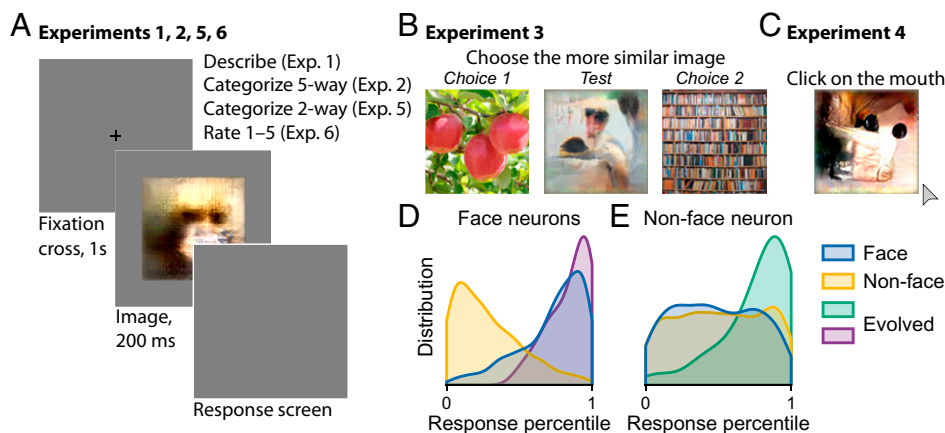 A Experiments 1, 2, 5, 6
Describe (Exp. 1)
Categorize 5-way (Exp. 2)
Categorize 2-way (Exp. 5)
Rate 1–5 (Exp. 6)
Fixation
cross, 1s
Image,
200 ms
Response screen
B Experiment 3
Choose the more similar image
Choice 1 Test Choice 2
C Experiment 4
Click on the mouth
D Face neurons
Distribution
0 1
Response percentile
E Non-face neuron
0 1
Response percentile
Face
Non-face
Evolved